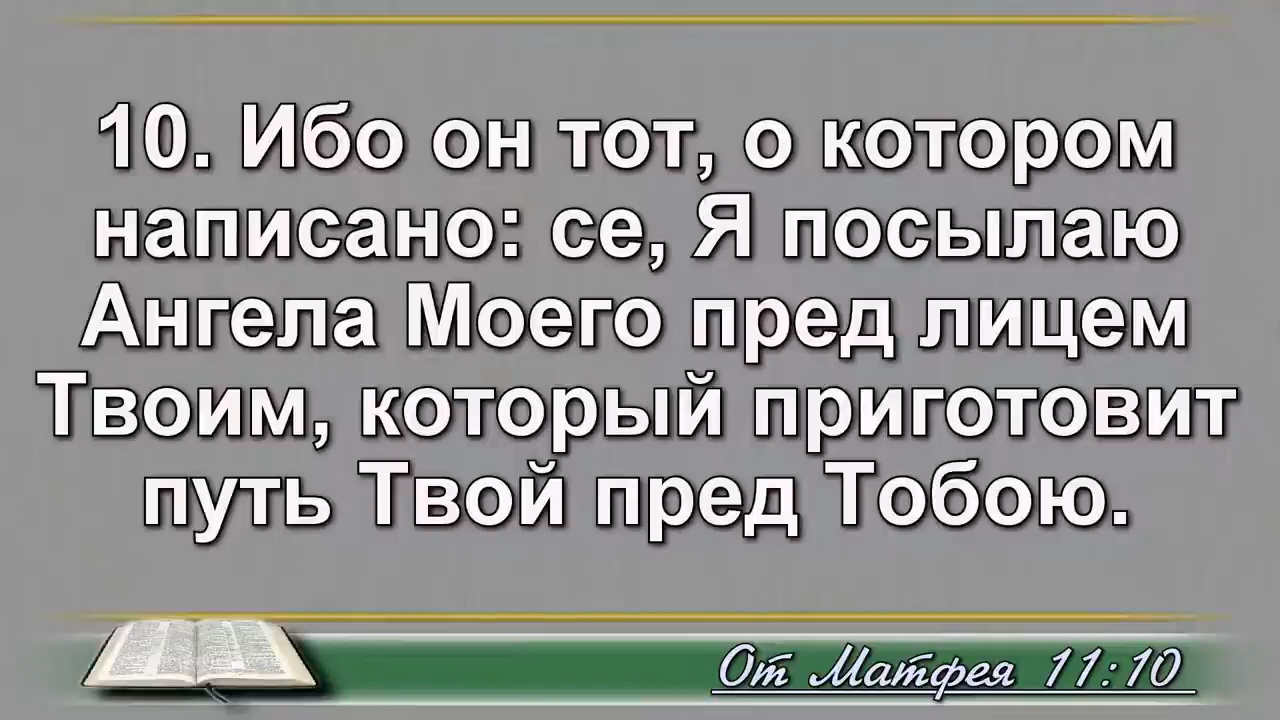 10. Ибо он тот, о котором
написано: се, Я посылаю
Ангела Моего пред лицем
Твоим, который приготовит
путь Твой пред Тобою.
От Матфея 11:10